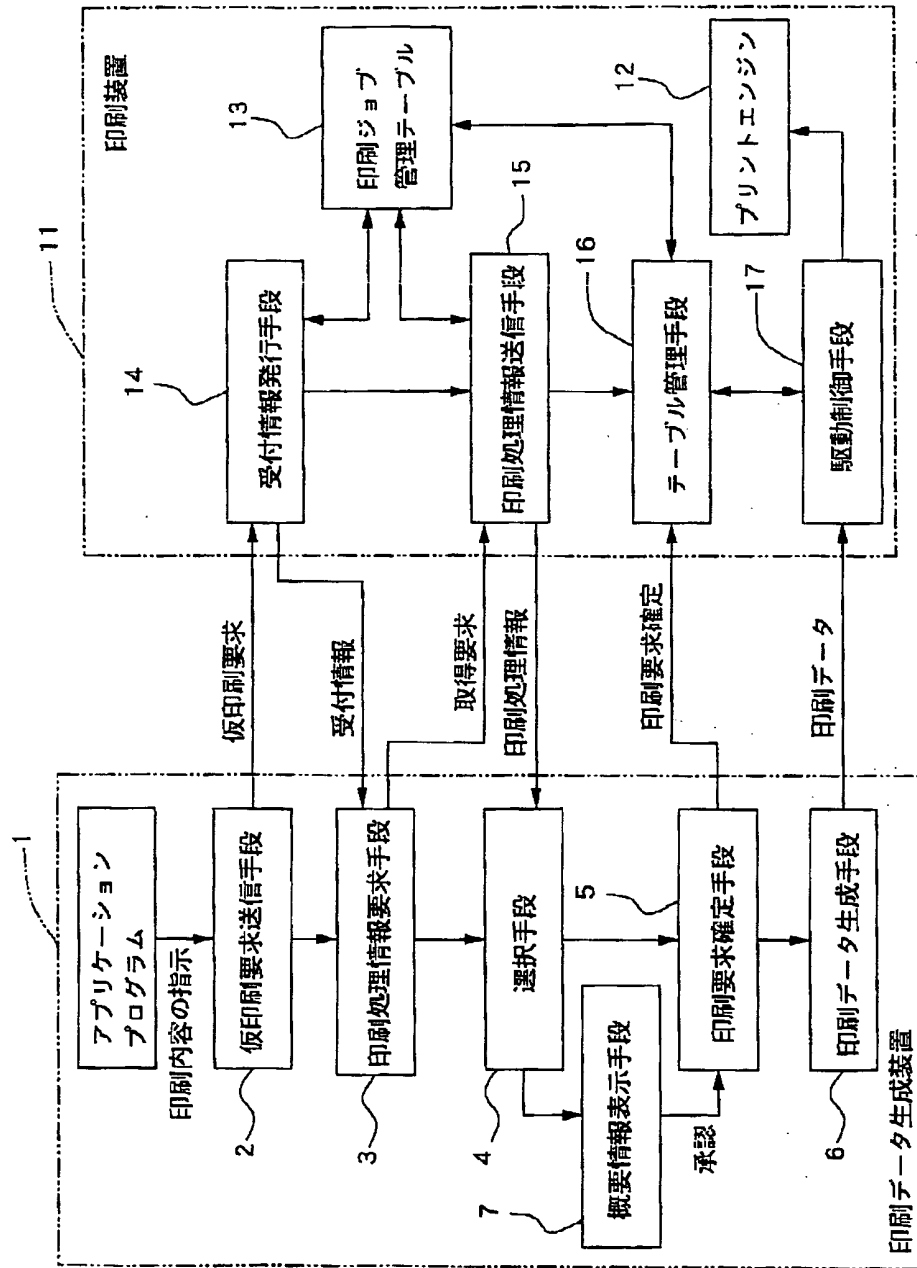 1
アプリケーション
プログラム
印刷内容の指示
仮印刷要求送信手段
2
印刷処理情報要求手段
3
選択手段
4
概要情報表示手段
7
承認
5
印刷要求確定手段
印刷データ生成手段
6
印刷データ生成装置
仮印刷要求
受付情報
取得要求
印刷処理情報
印刷要求確定
印刷データ
11
印刷装置
14
受付情報発行手段
13
印刷ジョブ
管理テーブル
15
印刷処理情報送信手段
16
テーブル管理手段
12
プリントエンジン
17
駆動制御手段